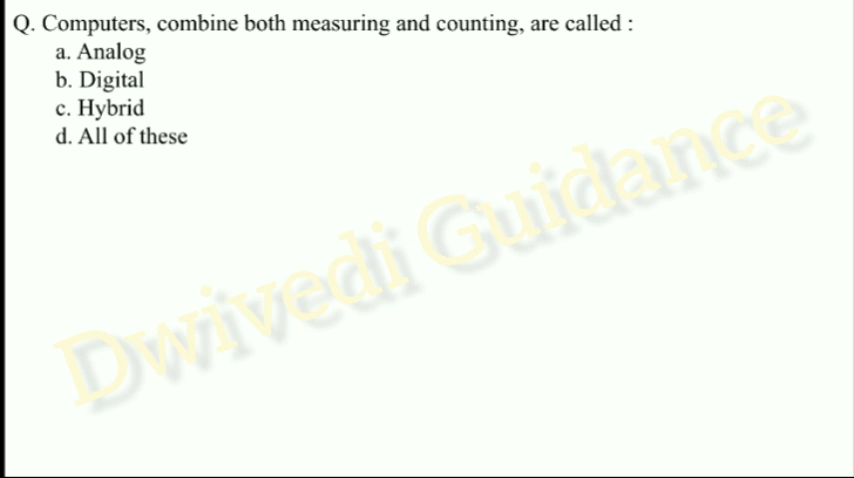 Q. Computers, combine both measuring and counting, are called :
a. Analog
b. Digital
c. Hybrid
d. All of these
Dwivedi Guidance